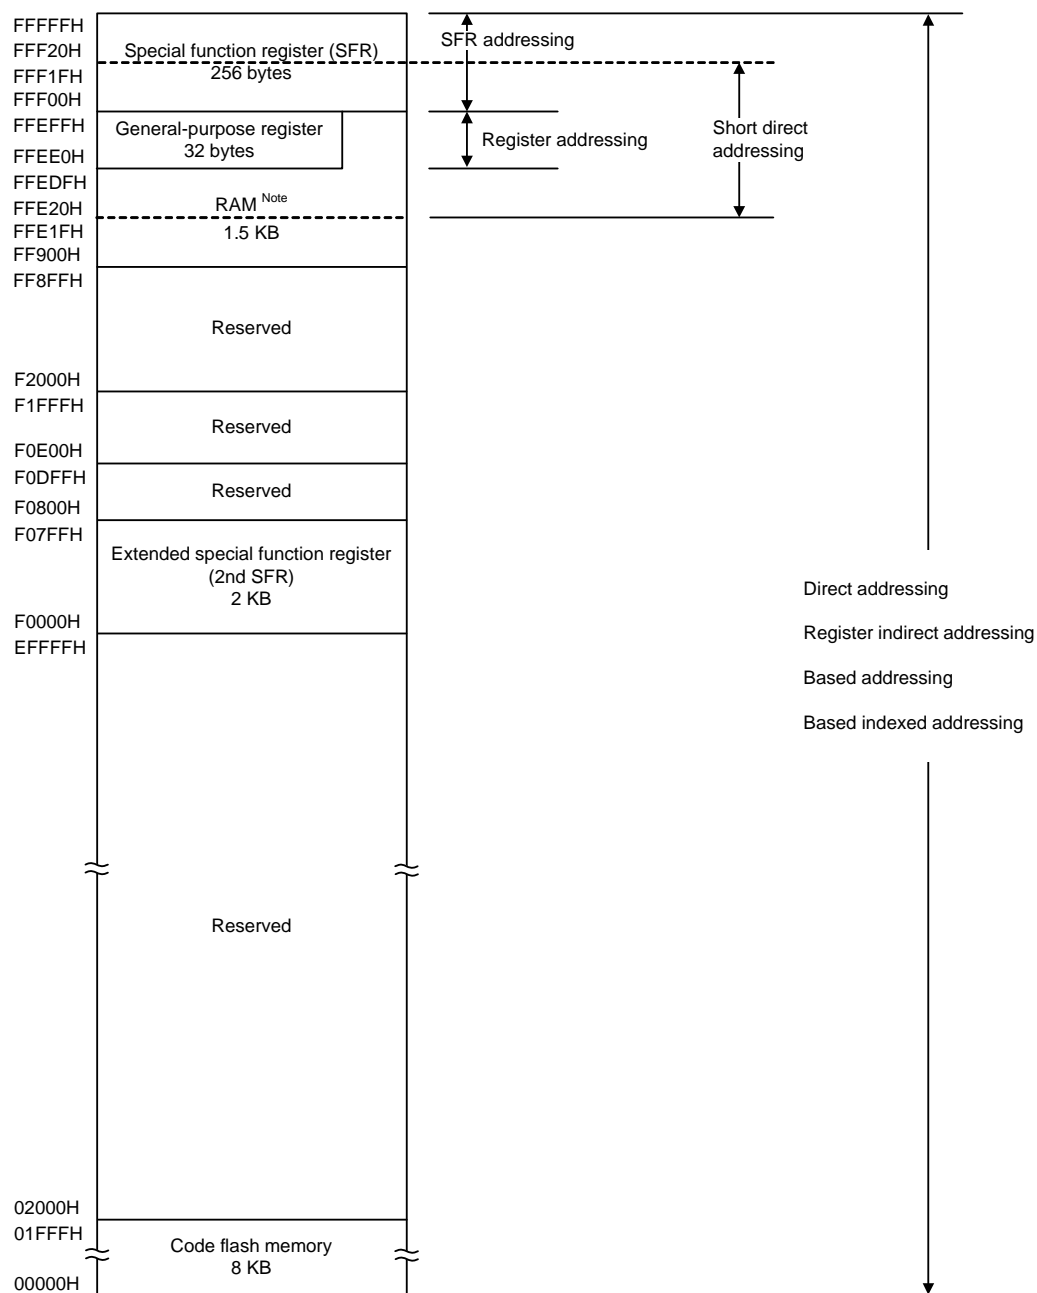 FFFFFH
SFR addressing
FFF20H
Special function register (SFR)
256 bytes
FFF1FH
FFF00H
FFEFFH
General-purpose register
32 bytes
Register addressing
Short direct
addressing
FFEE0H
FFEDFH
FFE20H
RAM Note
FFE1FH
1.5 KB
FF900H
FF8FFH
Reserved
F2000H
F1FFFH
Reserved
F0E00H
F0DFFH
Reserved
F0800H
F07FFH
Extended special function register
(2nd SFR)
2 KB
F0000H
EFFFFH
Direct addressing
Register indirect addressing
Based addressing
Based indexed addressing
Reserved
02000H
01FFFH
Code flash memory
8 KB
00000H